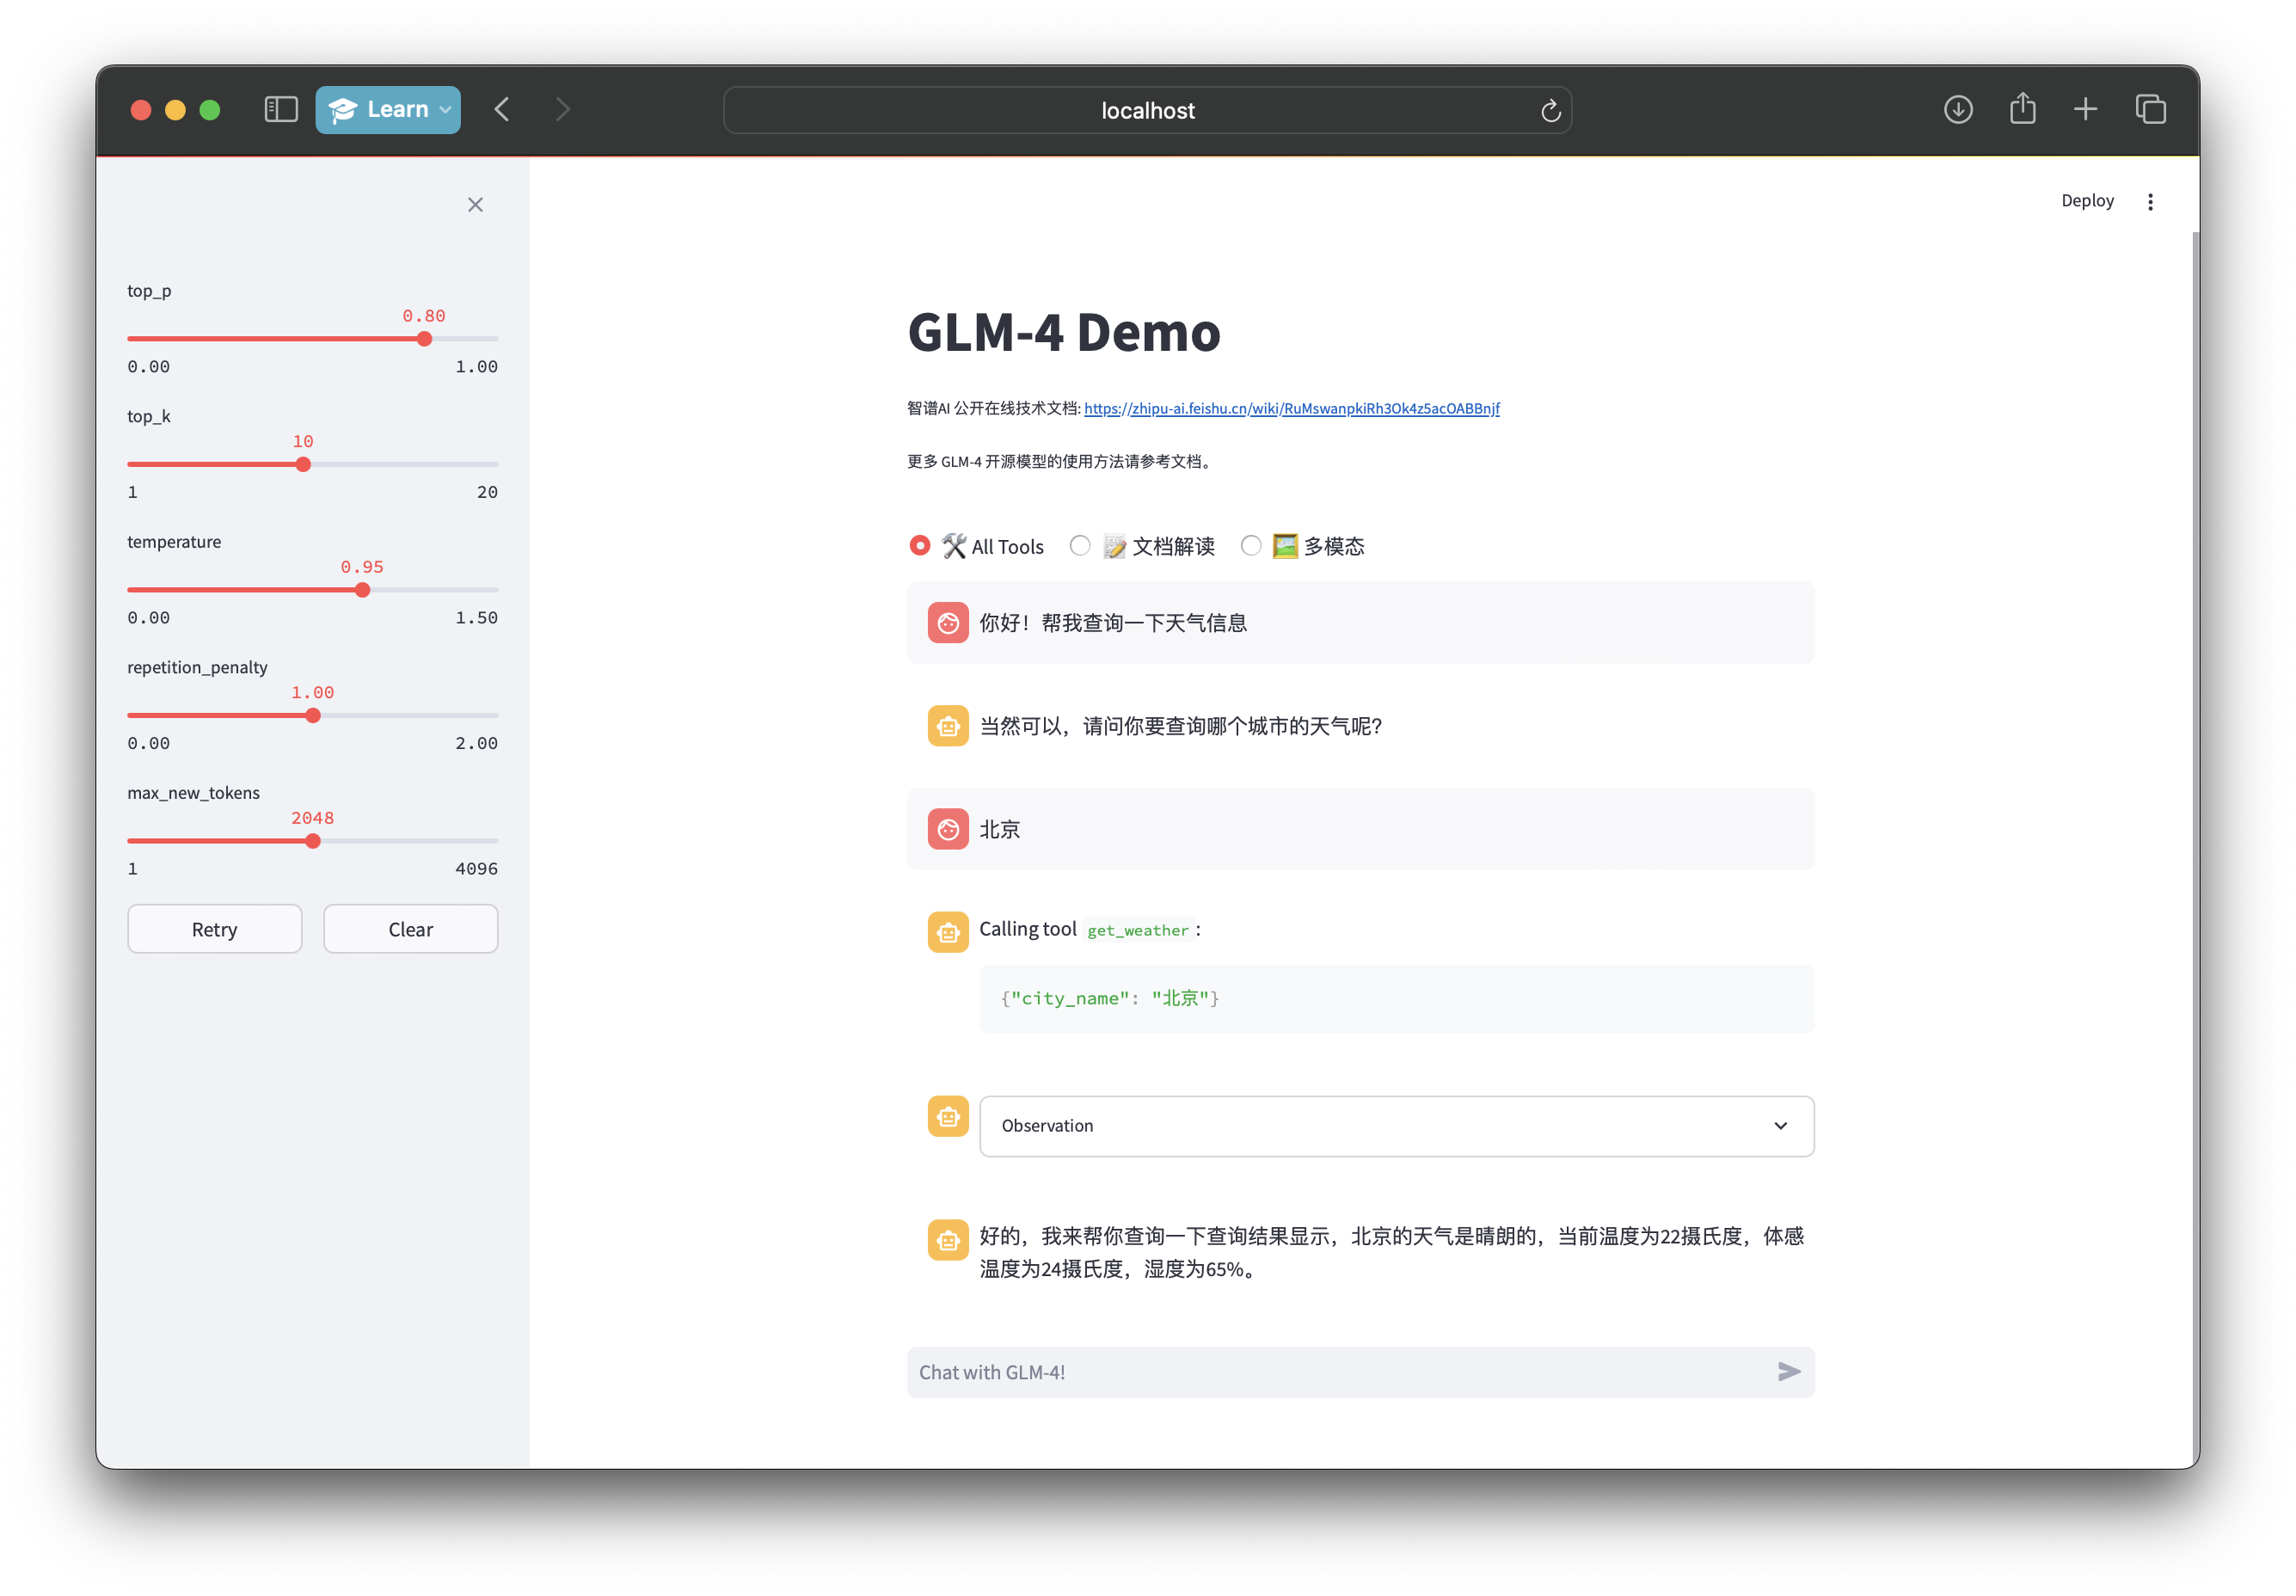 Learn
localhost
Deploy
top_p
0.80
0.00 1.00
top_k
10
1 20
temperature
0.95
0.00 1.50
repetition_penalty
1.00
0.00 2.00
max_new_tokens
2048
1 4096
Retry Clear
GLM-4 Demo
智谱AI 公开在线技术文档: https://zhipu-ai.feishu.cn/wiki/RuMswanpkiRh3Ok4z5acOABBnjf
更多 GLM-4 开源模型的使用方法请参考文档。
All Tools 文档解读 多模态
你好！帮我查询一下天气信息
当然可以，请问你要查询哪个城市的天气呢？
北京
Calling tool get_weather :
{"city_name": "北京"}
Observation
好的，我来帮你查询一下查询结果显示，北京的天气是晴朗的，当前温度为22摄氏度，体感
温度为24摄氏度，湿度为65%。
Chat with GLM-4!